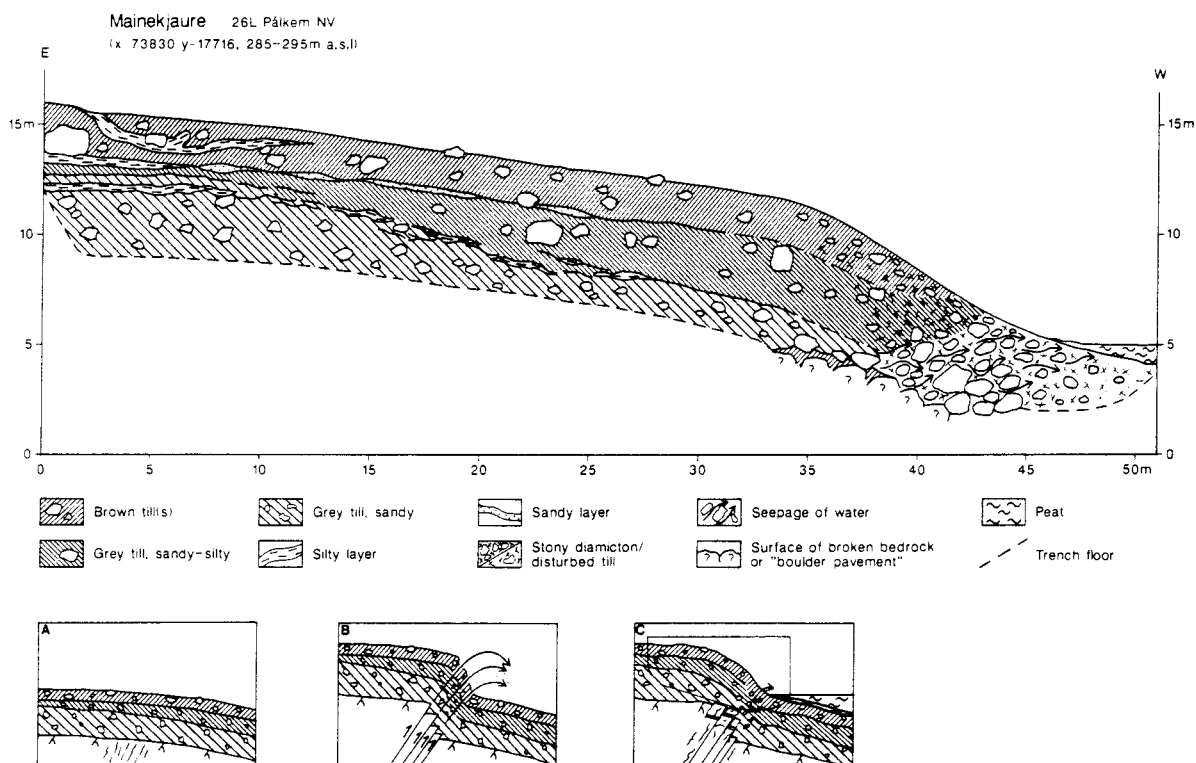 Mainekjaure 26L Pålkem NV
(x 73830 y-17716, 285-295m a.s.l)
E
W
15m
15m
10
10
5
5
0
0
0 5 10 15 20 25 30 35 40 45 50m
? ? ? ? ? ?
Brown till(s)
Grey till, sandy
Sandy layer
Seepage of water
Peat
Grey till, sandy-silty
Silty layer
Stony diamicton/
disturbed till
? ? ?
Surface of broken bedrock
or "boulder pavement"
Trench floor
A
B
C